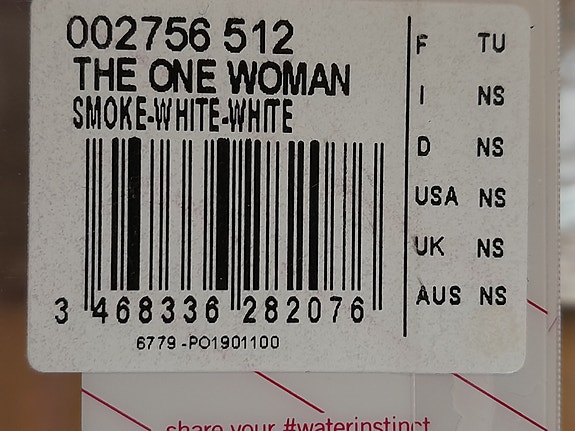 002756 512
THE ONE WOMAN
SMOKE-WHITE-WHITE
3 468336 282076
6779 -PO1901100
F TU
I NS
D NS
USA NS
UK NS
AUS NS
share your #waterinstinct